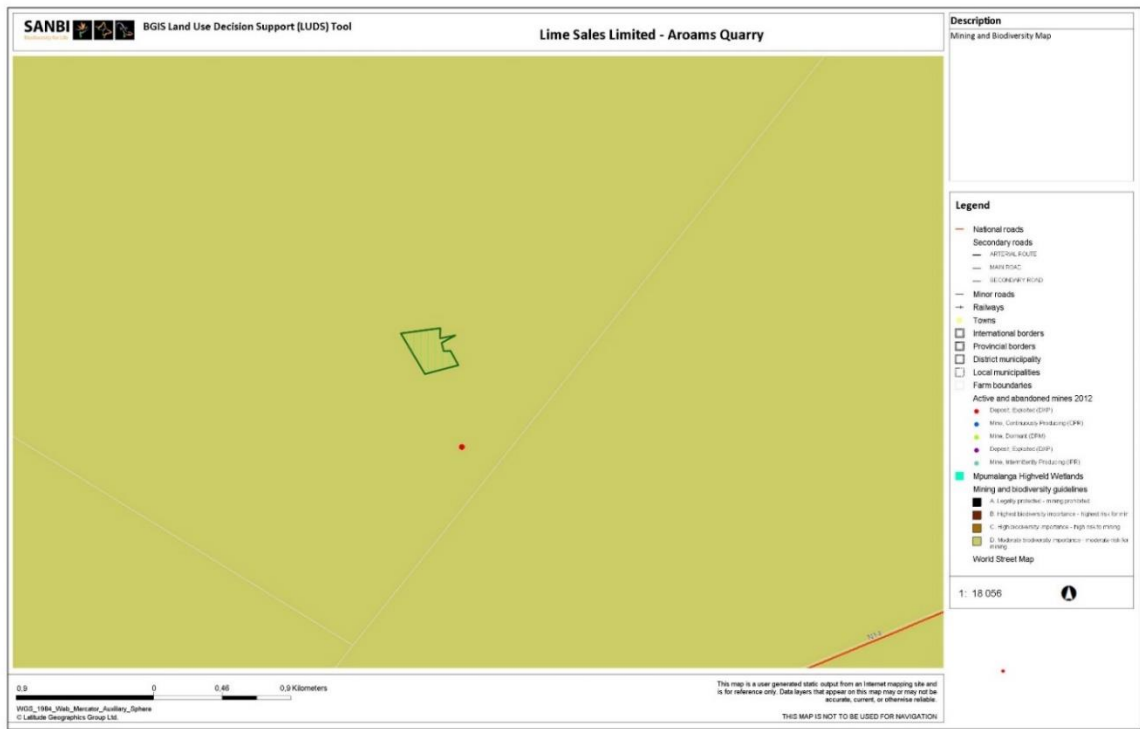 SANBI
Biodiversity for Life
BGIS Land Use Decision Support (LUDS) Tool
Lime Sales Limited - Aroams Quarry
Description
Mining and Biodiversity Map
N14
Legend
National roads
Secondary roads
ARTERIAL ROUTE
MAIN ROAD
SECONDARY ROAD
Minor roads
Railways
Towns
International borders
Provincial borders
District municipality
Local municipalities
Farm boundaries
Active and abandoned mines 2012
Deposit, Exploited (DXP)
Mine, Continuously Producing (CPR)
Mine, Dormant (DPM)
Deposit, Exploited (DXP)
Mine, Intermittently Producing (IPR)
Mpumalanga Highveld Wetlands
Mining and biodiversity guidelines
A. Legally protected - mining prohibited
B. Highest biodiversity importance - highest risk for mir
C. High biodiversity importance - high risk to mining
D. Moderate biodiversity importance - moderate risk for
mining
World Street Map
1: 18 056
0,9 0 0,46 0,9 Kilometers
WGS_1984_Web_Mercator_Auxiliary_Sphere
© Latitude Geographics Group Ltd.
This map is a user generated static output from an Internet mapping site and
is for reference only. Data layers that appear on this map may or may not be
accurate, current, or otherwise reliable.
THIS MAP IS NOT TO BE USED FOR NAVIGATION